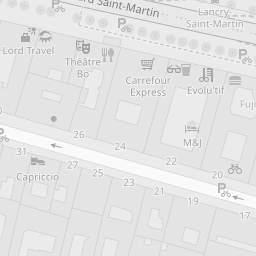 rd Saint-Martin
Lancry
Saint-Martin
Lord Travel
Théâtre
Bo
Carrefour
Express
Evolu'tif
Fuji
26
24
M&J
31
22
27
20
Capriccio
25
23
21
19
17
P
P
P
P